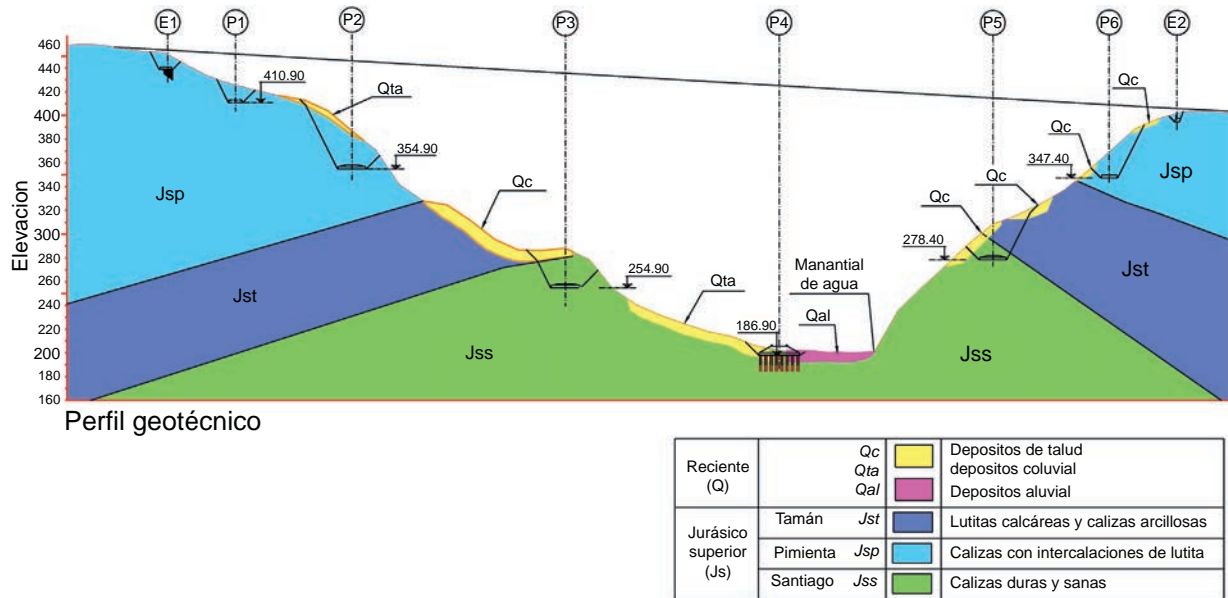 E1
P1
P2
P3
P4
P5
P6
E2
460
440
420
400
380
360
340
320
300
280
260
240
220
200
180
160
Elevacion
410.90
Qta
354.90
Jsp
Qc
Jst
254.90
Qta
Jss
186.90
Manantial
de agua
Qal
Jss
278.40
Qc
Qc
347.40
Qc
Qc
Jsp
Jst
Perfil geotécnico
Reciente
(Q)
Qc
Qta
Qal
Depositos de talud
depositos coluvial
Depositos aluvial
Jurásico
superior
(Js)
Tamán Jst Lutitas calcáreas y calizas arcillosas
Pimienta Jsp Calizas con intercalaciones de lutita
Santiago Jss Calizas duras y sanas